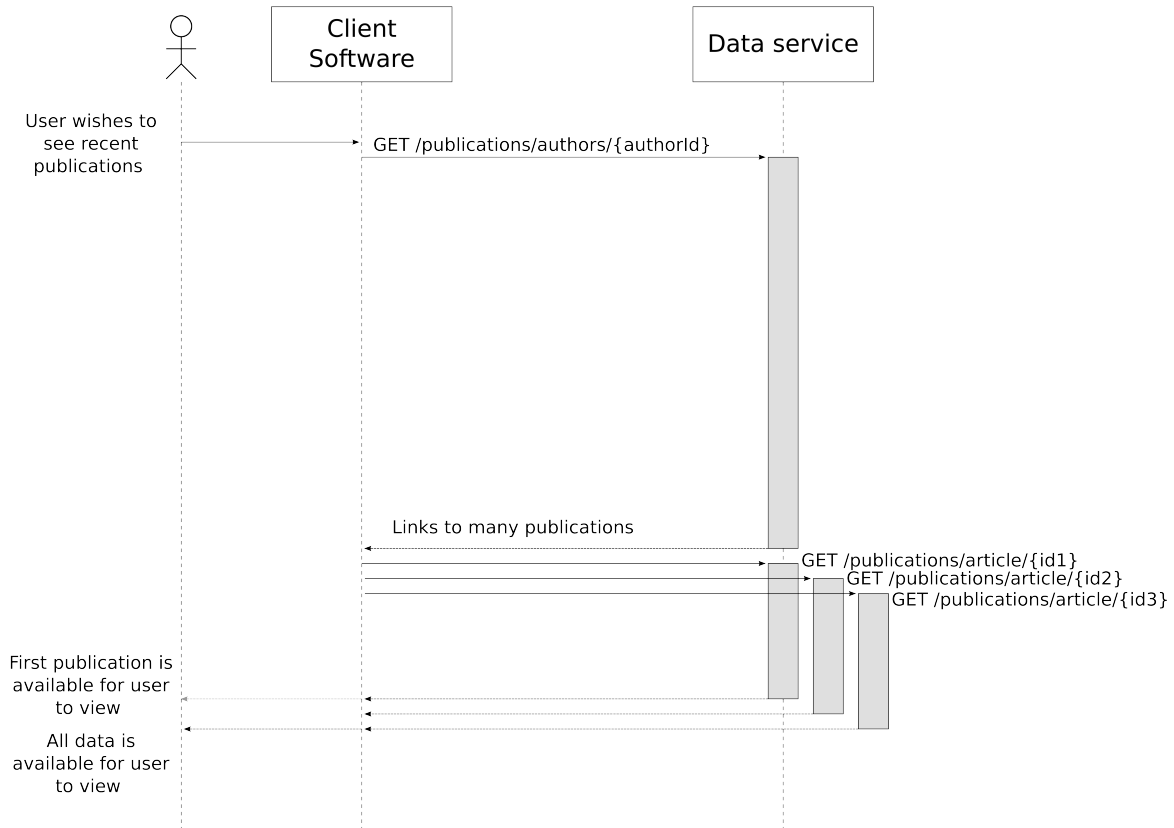 Client
Software
Data service
User wishes to
see recent
publications
GET /publications/authors/{authorId}
Links to many publications
GET /publications/article/{id1}
GET /publications/article/{id2}
GET /publications/article/{id3}
First publication is
available for user
to view
All data is
available for user
to view